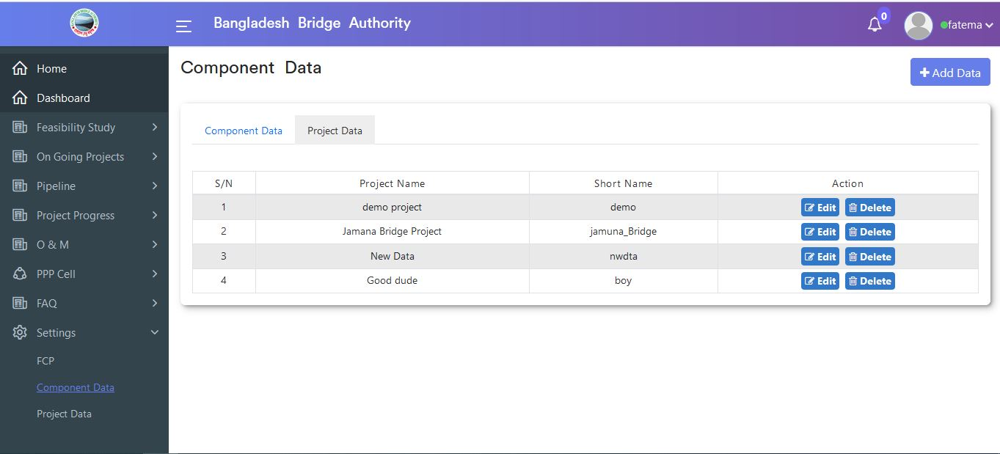 Bangladesh Bridge Authority
0
fatema
Home
Dashboard
Feasibility Study
On Going Projects
Pipeline
Project Progress
O & M
PPP Cell
FAQ
Settings
FCP
Component Data
Project Data
Component Data
Add Data
Component Data Project Data
S/N Project Name Short Name Action
1 demo project demo Edit Delete
2 Jamana Bridge Project jamuna_Bridge Edit Delete
3 New Data nwdta Edit Delete
4 Good dude boy Edit Delete